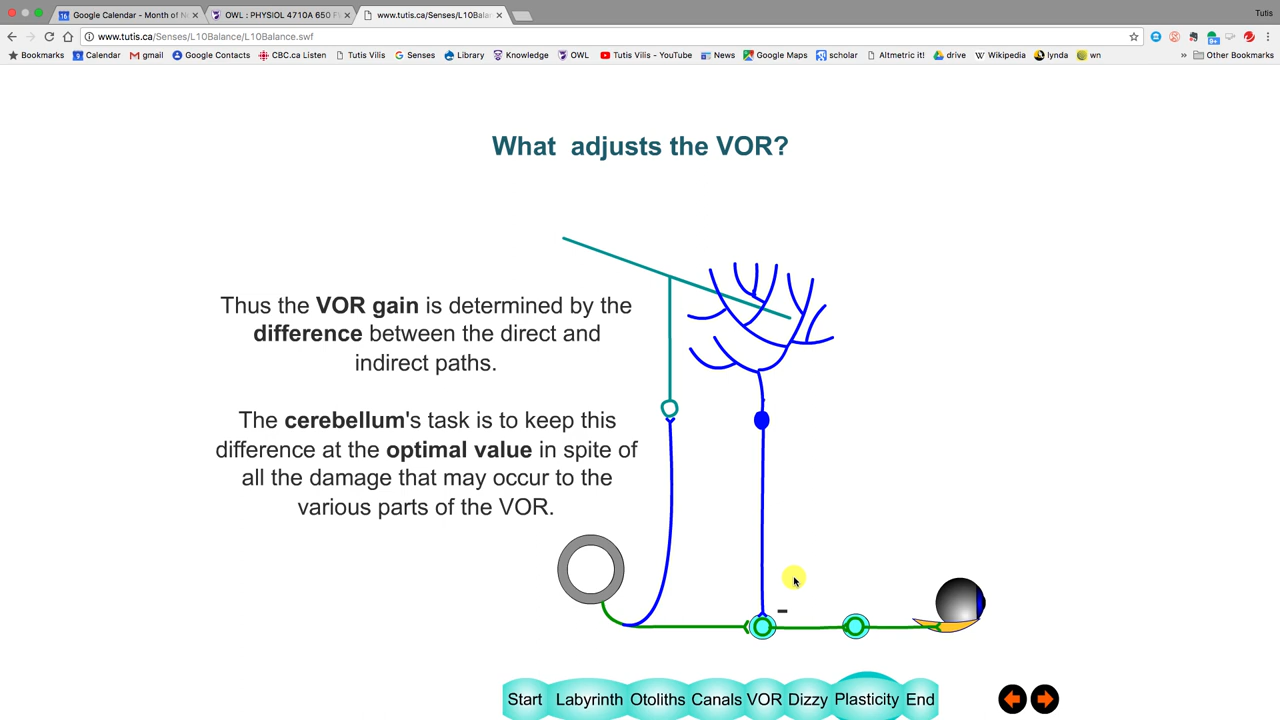 Google Calendar - Month of N
OWL : PHYSIOL 4710A 650 F
www.tutis.ca/Senses/L10Bala
Tutis
www.tutis.ca/Senses/L10Balance/L10Balance.swf
Bookmarks Calendar gmail Google Contacts CBC.ca Listen Tutis Vilis Senses Library Knowledge OWL Tutis Vilis - YouTube News Google Maps scholar Altmetric it! drive Wikipedia lynda wn » Other Bookmarks
What adjusts the VOR?
Thus the VOR gain is determined by the
difference between the direct and
indirect paths.
The cerebellum's task is to keep this
difference at the optimal value in spite of
all the damage that may occur to the
various parts of the VOR.
-
Start Labyrinth Otoliths Canals VOR Dizzy Plasticity End